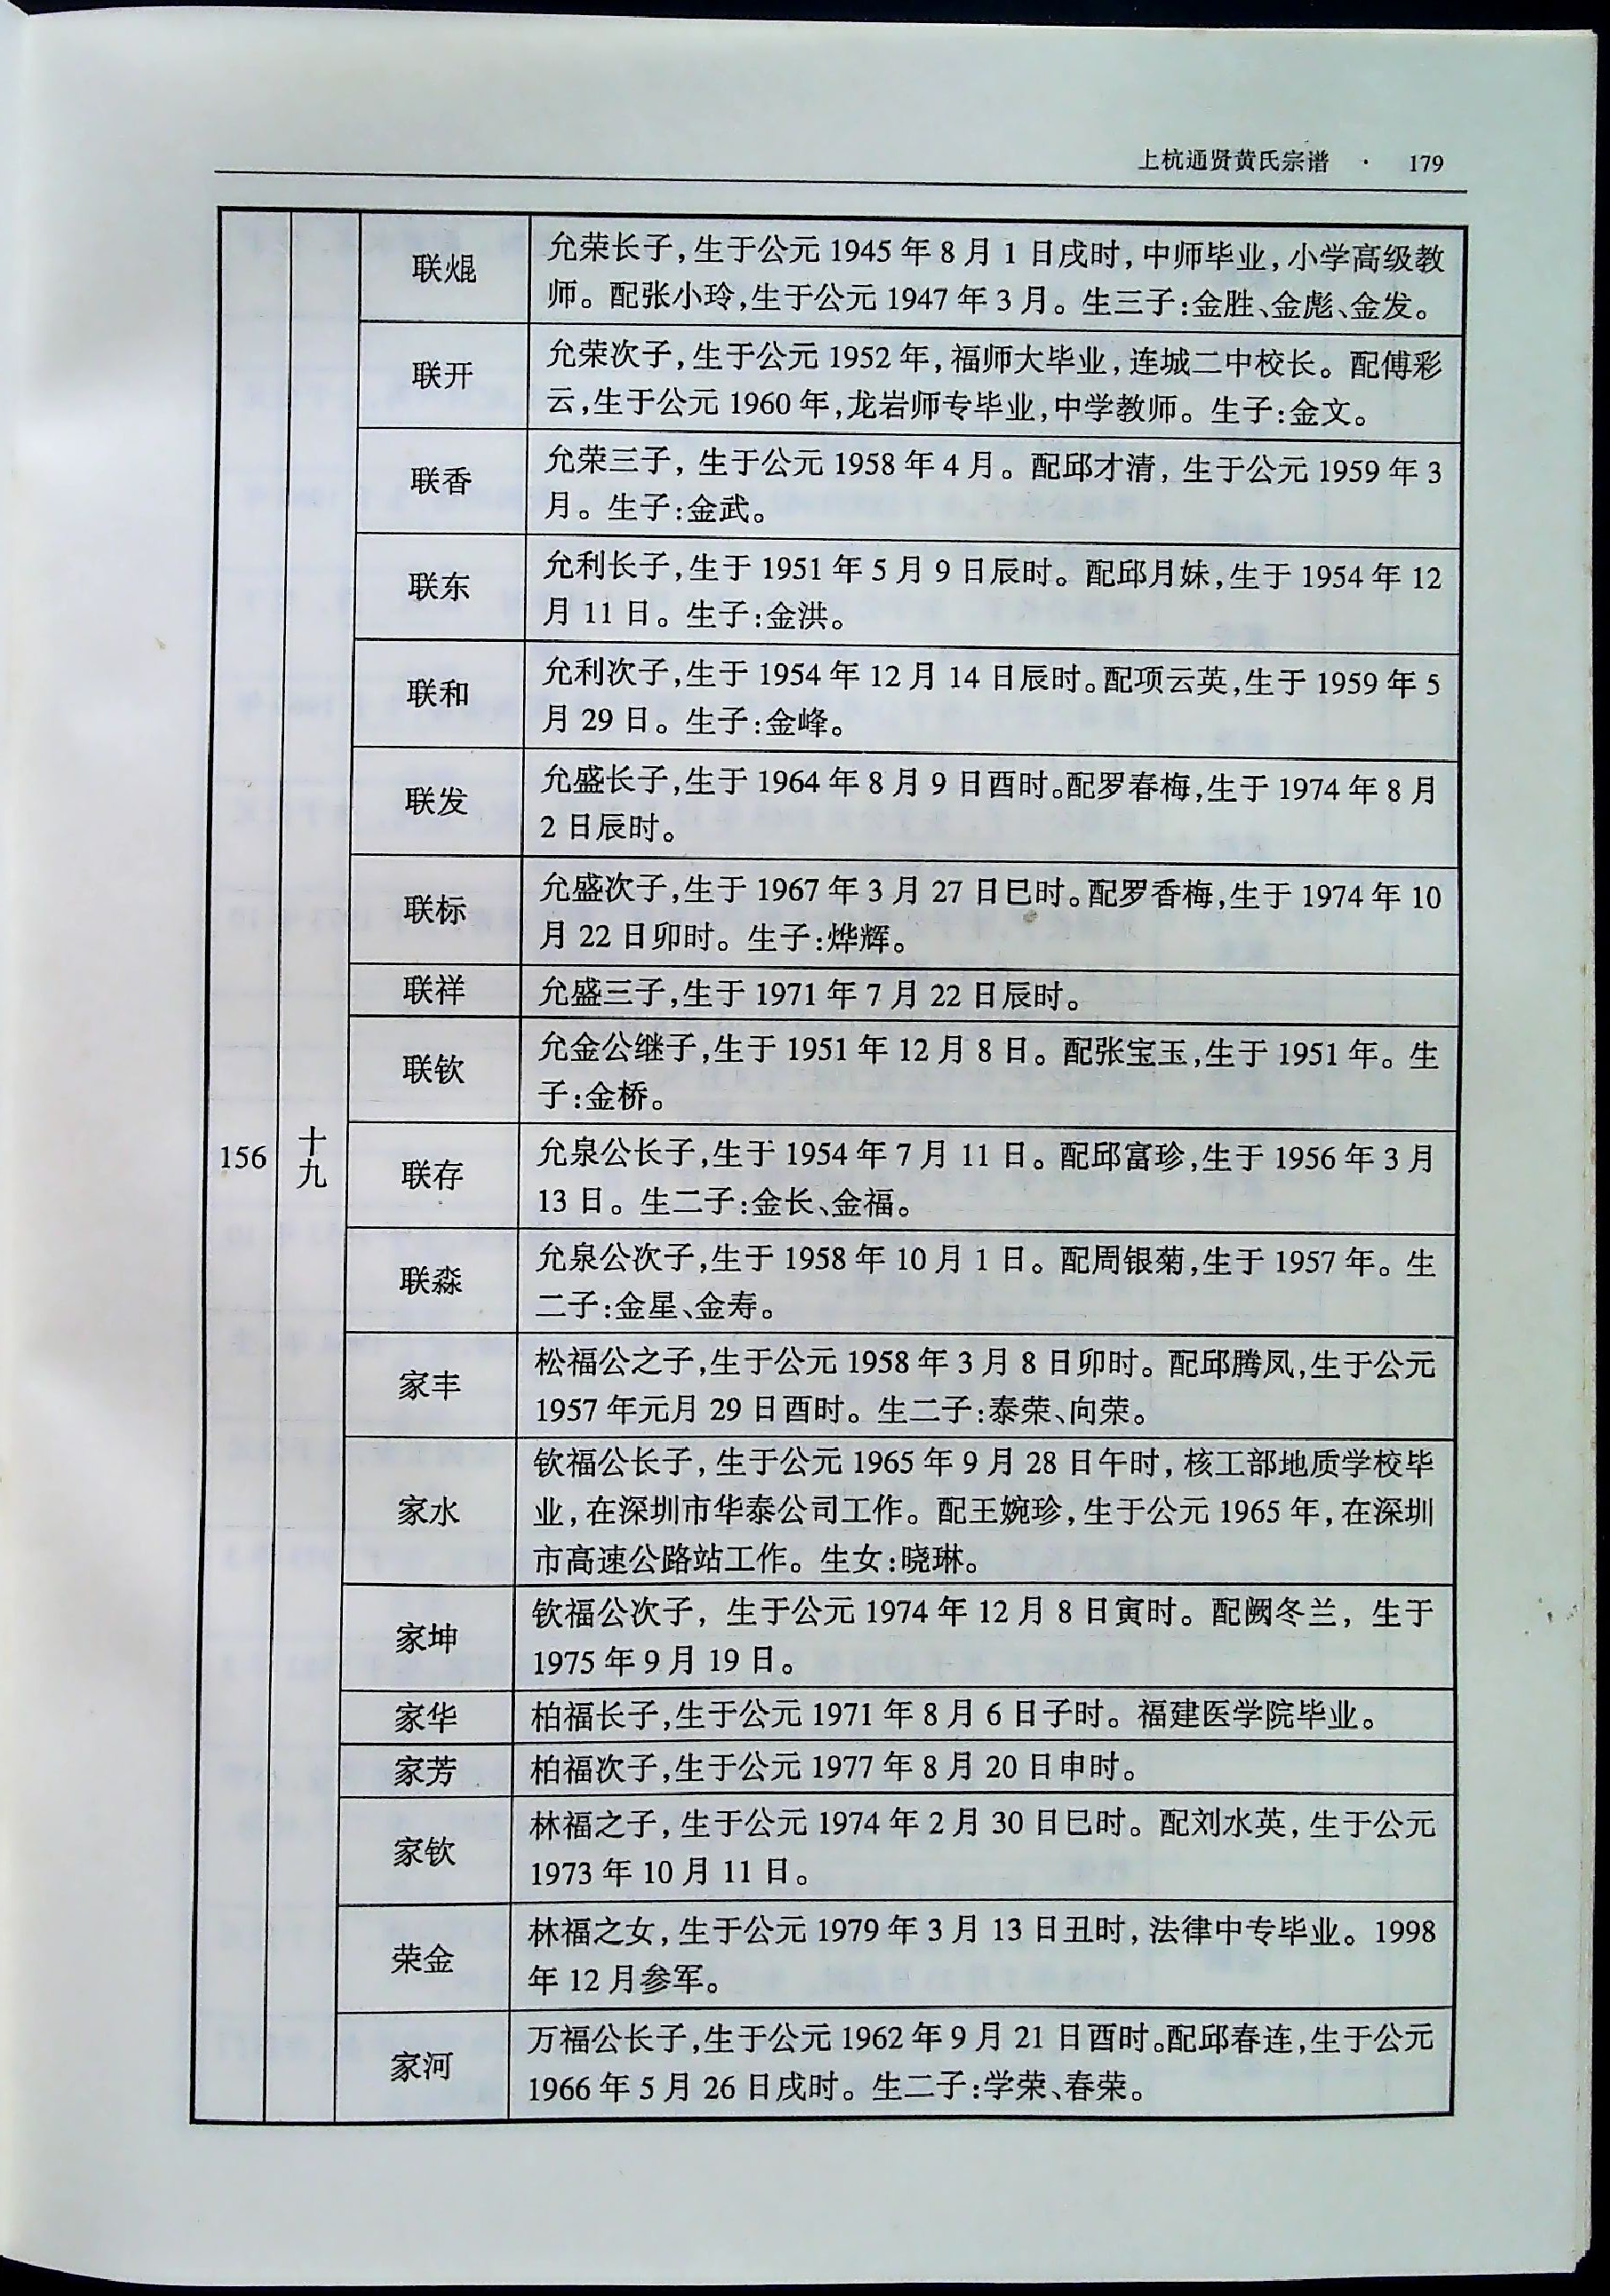 上杭通贤黄氏宗谱 · 179
联焜
允荣长子，生于公元 1945 年 8 月 1 日戌时，中师毕业，小学高级教
师。配张小玲，生于公元 1947 年 3 月。生三子：金胜、金彪、金发。
联开
允荣次子，生于公元 1952 年，福师大毕业，连城二中校长。配傅彩
云，生于公元 1960 年，龙岩师专毕业，中学教师。生子：金文。
联香
允荣三子，生于公元 1958 年 4 月。配邱才清，生于公元 1959 年 3
月。生子：金武。
联东
允利长子，生于 1951 年 5 月 9 日辰时。配邱月妹，生于 1954 年 12
月 11 日。生子：金洪。
联和
允利次子，生于 1954 年 12 月 14 日辰时。配项云英，生于 1959 年 5
月 29 日。生子：金峰。
联发
允盛长子，生于 1964 年 8 月 9 日酉时。配罗春梅，生于 1974 年 8 月
2 日辰时。
联标
允盛次子，生于 1967 年 3 月 27 日巳时。配罗香梅，生于 1974 年 10
月 22 日卯时。生子：烨辉。
联祥
允盛三子，生于 1971 年 7 月 22 日辰时。
联钦
允金公继子，生于 1951 年 12 月 8 日。配张宝玉，生于 1951 年。生
子：金桥。
156
十九
联存
允泉公长子，生于 1954 年 7 月 11 日。配邱富珍，生于 1956 年 3 月
13 日。生二子：金长、金福。
联淼
允泉公次子，生于 1958 年 10 月 1 日。配周银菊，生于 1957 年。生
二子：金星、金寿。
家丰
松福公之子，生于公元 1958 年 3 月 8 日卯时。配邱腾凤，生于公元
1957 年元月 29 日酉时。生二子：泰荣、向荣。
家水
钦福公长子，生于公元 1965 年 9 月 28 日午时，核工部地质学校毕
业，在深圳市华泰公司工作。配王婉珍，生于公元 1965 年，在深圳
市高速公路站工作。生女：晓琳。
家坤
钦福公次子，生于公元 1974 年 12 月 8 日寅时。配阙冬兰，生于
1975 年 9 月 19 日。
家华
柏福长子，生于公元 1971 年 8 月 6 日子时。福建医学院毕业。
家芳
柏福次子，生于公元 1977 年 8 月 20 日申时。
家钦
林福之子，生于公元 1974 年 2 月 30 日巳时。配刘水英，生于公元
1973 年 10 月 11 日。
荣金
林福之女，生于公元 1979 年 3 月 13 日丑时，法律中专毕业。1998
年 12 月参军。
家河
万福公长子，生于公元 1962 年 9 月 21 日酉时。配邱春连，生于公元
1966 年 5 月 26 日戌时。生二子：学荣、春荣。